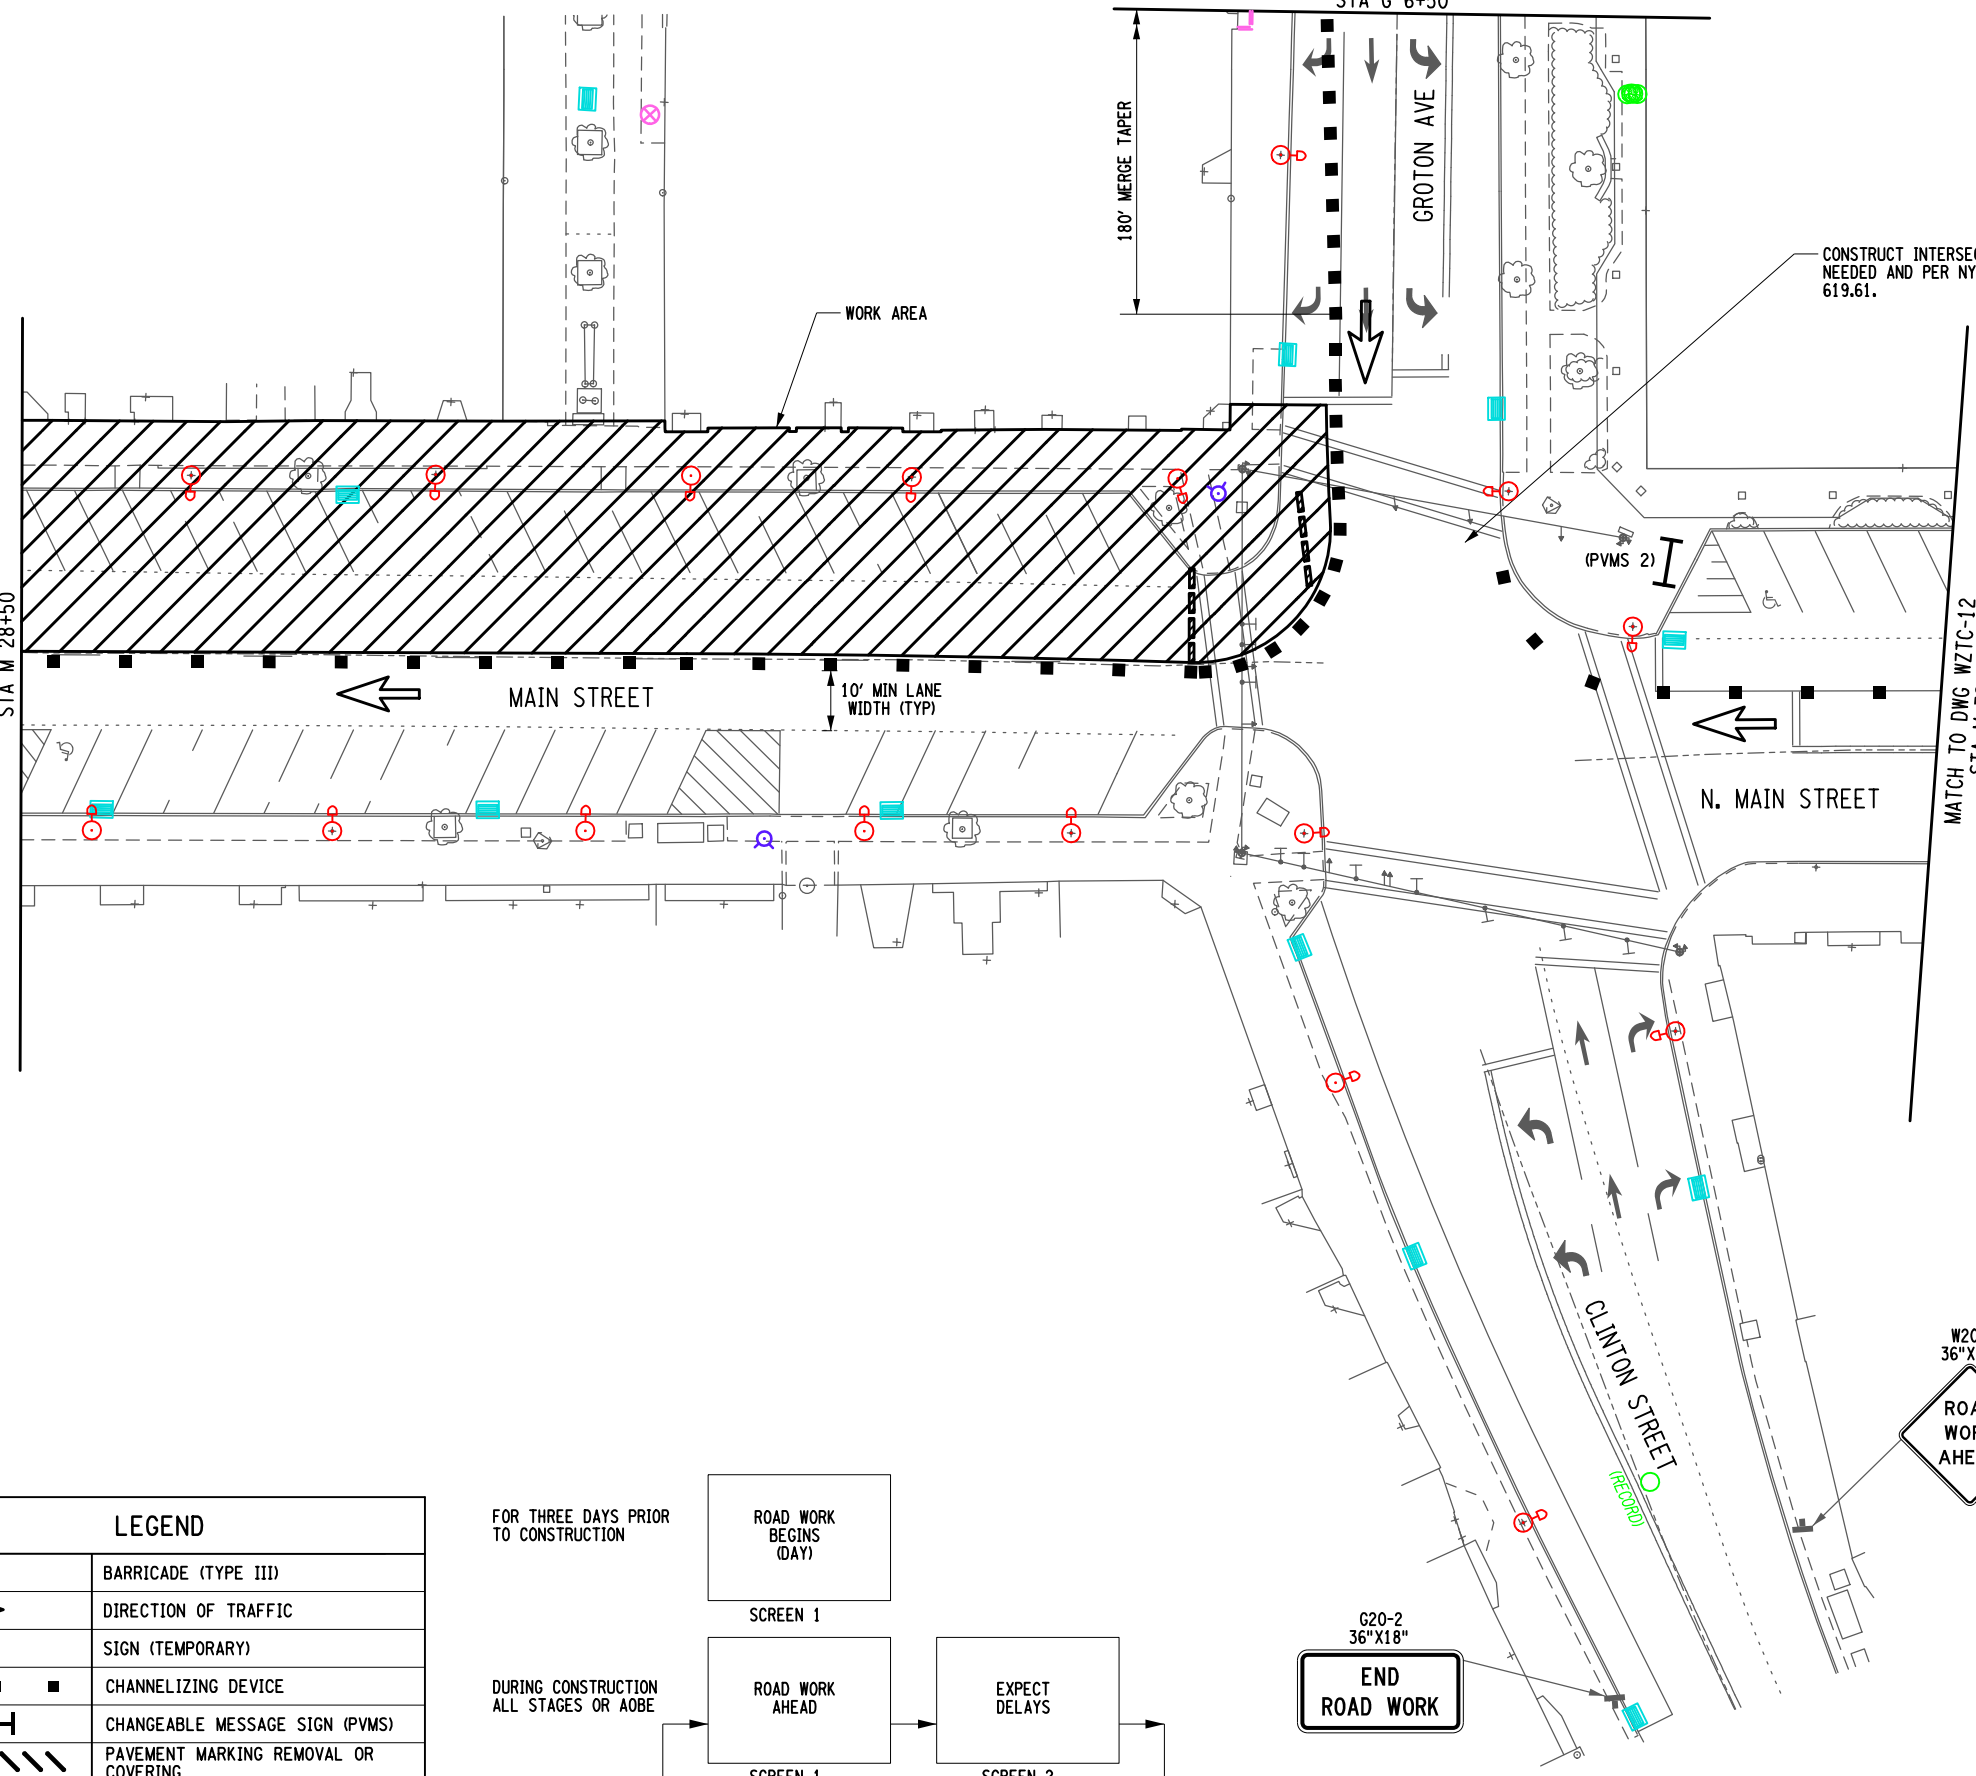 STA G 6+50
180' MERGE TAPER
GROTON AVE
CONSTRUCT
NEEDED AND PER NY
619.61.
WORK AREA
(PVMS 2)
STA M 28+50
MAIN STREET
10' MIN LANE
WIDTH (TYP)
N. MAIN STREET
MATCH TO DWG WZTC-12
CLINTON STREET
(RECORD)
36"X
AHE
LEGEND
BARRICADE (TYPE III)
DIRECTION OF TRAFFIC
SIGN (TEMPORARY)
CHANNELIZING DEVICE
CHANGEABLE MESSAGE SIGN (PVMS)
PAVEMENT MARKING REMOVAL OR
COVERING
FOR THREE DAYS PRIOR
TO CONSTRUCTION
ROAD WORK
BEGINS
(DAY)
SCREEN 1
DURING CONSTRUCTION
ALL STAGES OR AOBE
ROAD WORK
AHEAD
SCREEN 1
EXPECT
DELAYS
SCREEN 2
G20-2
36"X18"
END
ROAD WORK